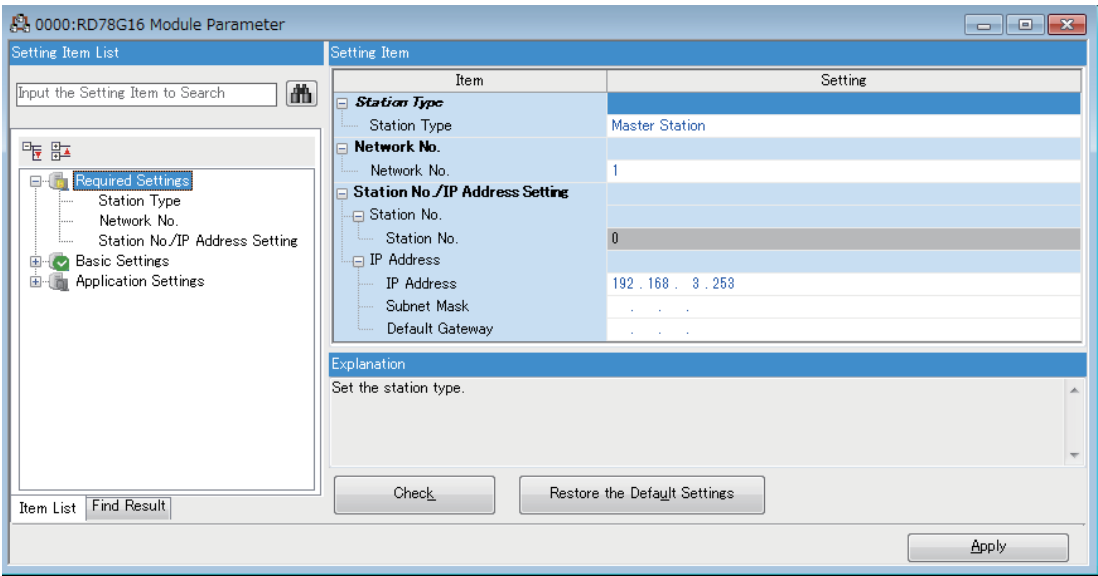 0000:RD78G16 Module Parameter
Setting Item List
Input the Setting Item to Search
Required Settings
Station Type
Network No.
Station No./IP Address Setting
Basic Settings
Application Settings
Item List
Find Result
Setting Item
Item Setting
Station Type
Station Type Master Station
Network No.
Network No. 1
Station No./IP Address Setting
Station No.
Station No. 0
IP Address
IP Address 192 . 168 . 3 . 253
Subnet Mask . . .
Default Gateway . . .
Explanation
Set the station type.
Check
Restore the Default Settings
Apply